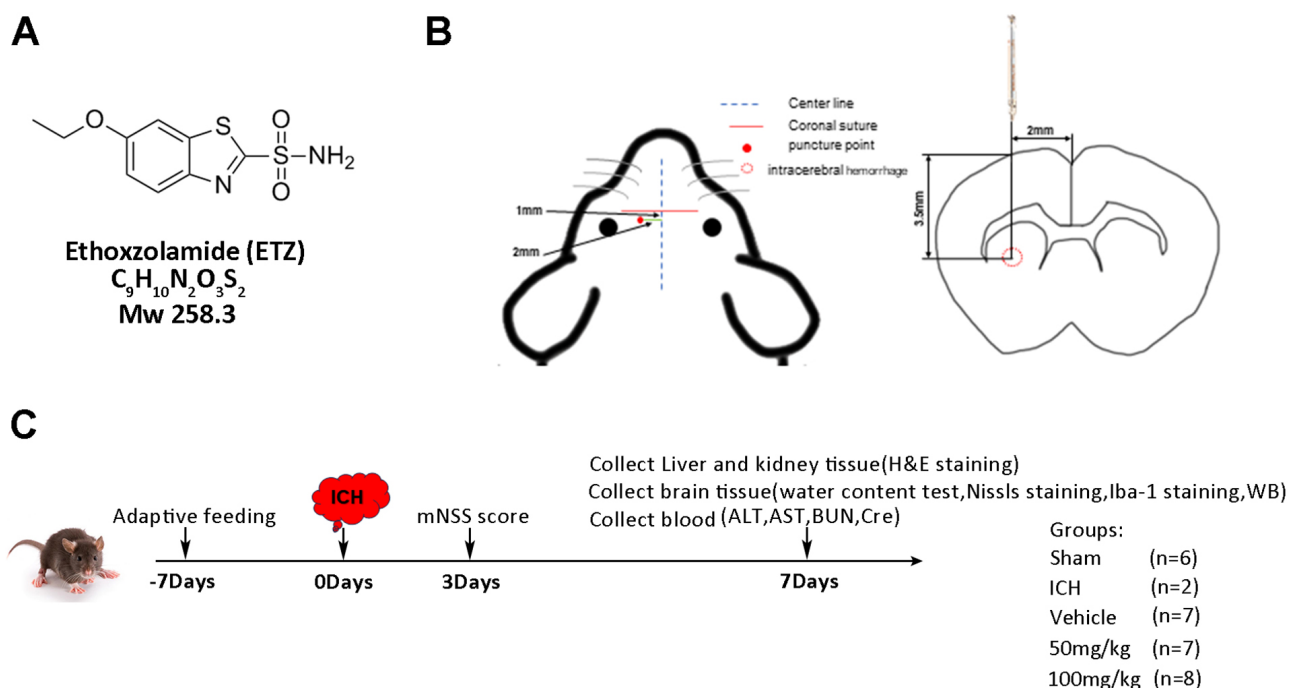 A
O
S
N
S
O
O
NH2
Ethoxzolamide (ETZ)
C9H10N2O3S2
Mw 258.3
B
Center line
Coronal suture
puncture point
intracerebral hemorrhage
1mm
2mm
2mm
3.5mm
C
ICH
Adaptive feeding
mNSS score
Collect Liver and kidney tissue(H&E staining)
Collect brain tissue(water content test,Nissls staining,Iba-1 staining,WB)
Collect blood (ALT,AST,BUN,Cre)
-7Days
0Days
3Days
7Days
Groups:
Sham (n=6)
ICH (n=2)
Vehicle (n=7)
50mg/kg (n=7)
100mg/kg (n=8)